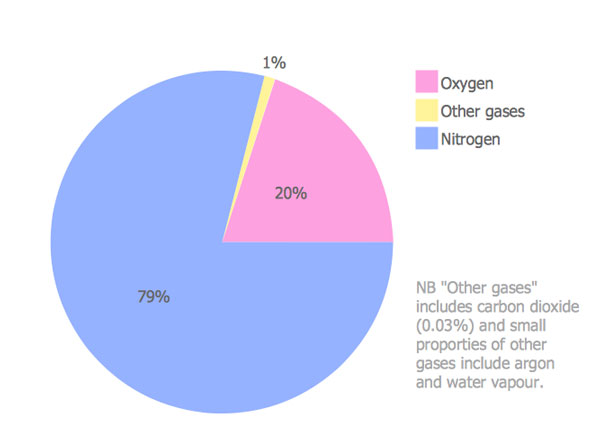 1%
Oxygen
Other gases
Nitrogen
20%
79%
NB "Other gases"
includes carbon dioxide
(0.03%) and small
proporties of other
gases include argon
and water vapour.